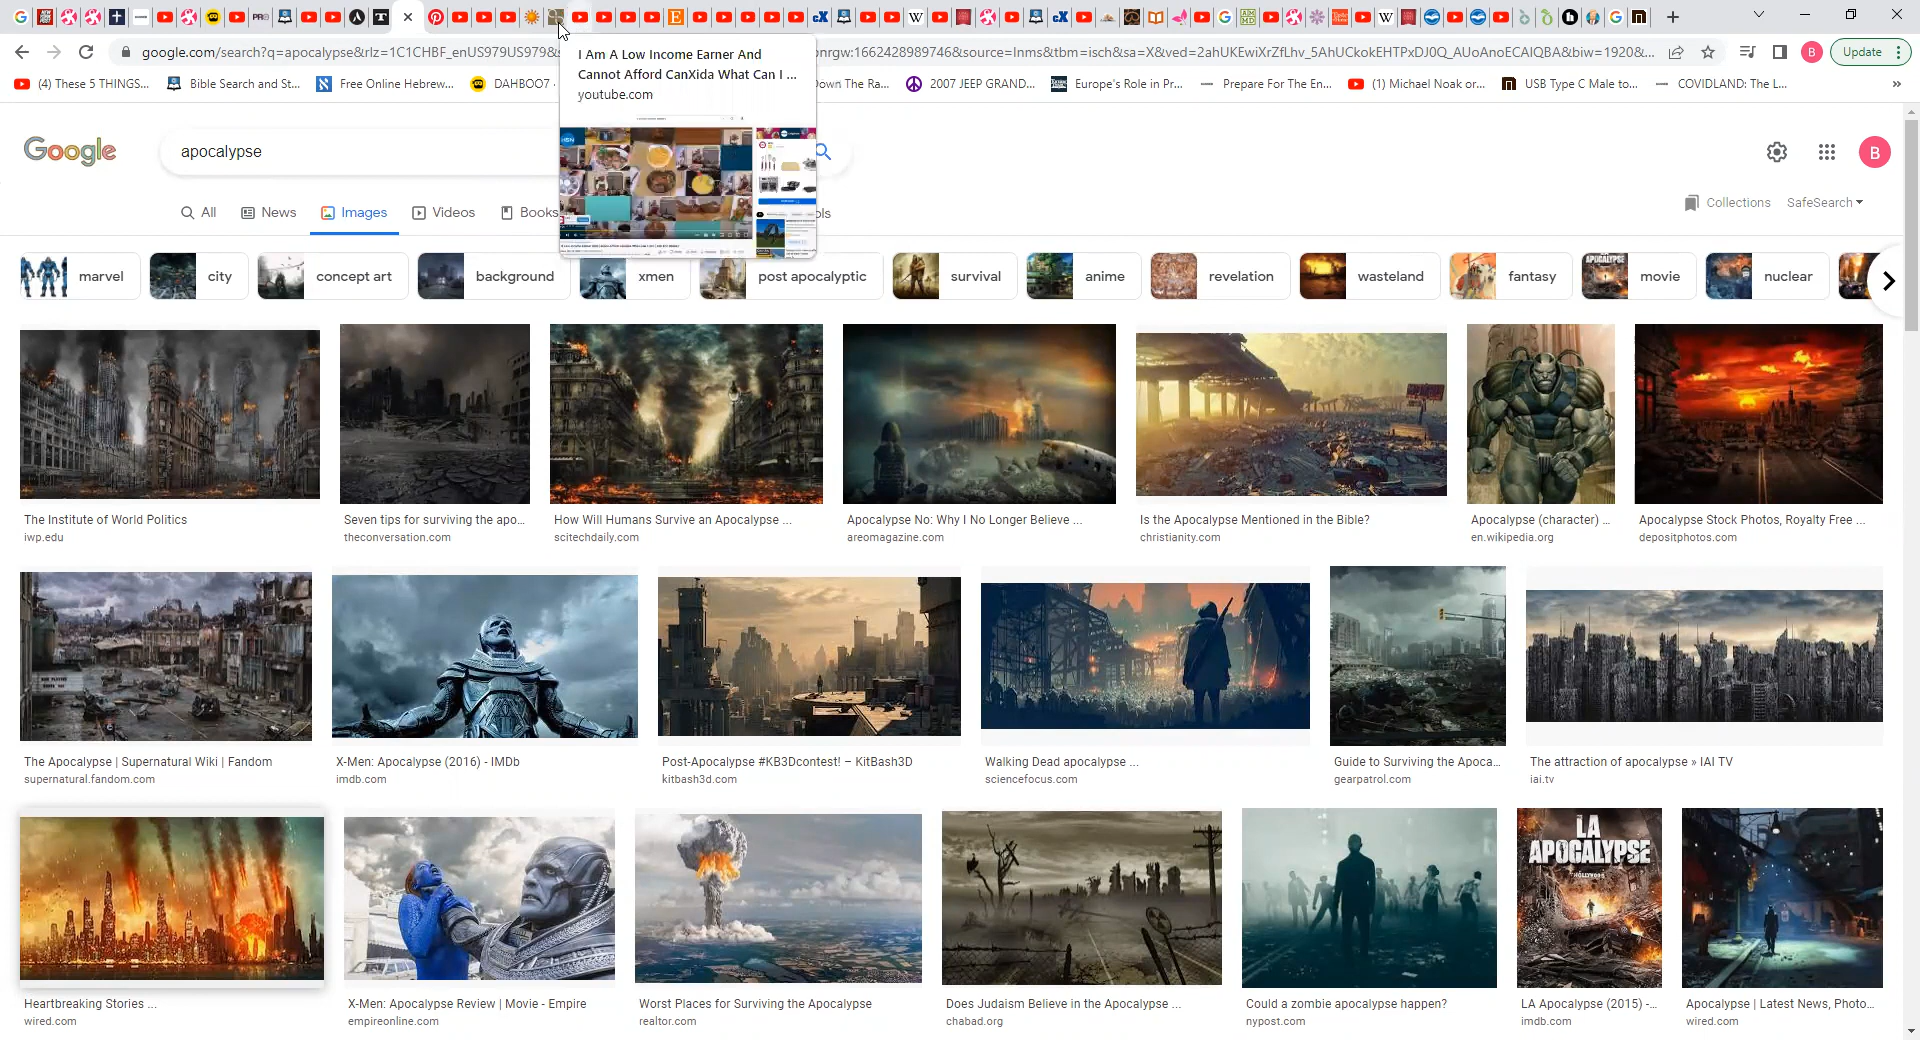 I Am A Low Income Earner And
Cannot Afford CanXida What Can I ...
youtube.com
google.com/search?q=apocalypse&rlz=1C1CHBF_enUS979US979&
nrgw:1662428989746&source=lnms&tbm=isch&sa=X&ved=2ahUKEwiXrZfLhv_5AhUCkokEHTPxDJ0Q_AUoAnoECAIQBA&biw=1920&...
B
Update
(4) These 5 THINGS...
Bible Search and St...
Free Online Hebrew...
DAHBOO7
Down The Ra...
2007 JEEP GRAND...
Europe's Role in Pr...
Prepare For The En...
(1) Michael Noak or...
USB Type C Male to...
COVIDLAND: The L...
»
Google
apocalypse
B
All
News
Images
Videos
Books
ols
Collections
SafeSearch
marvel
city
concept art
background
xmen
post apocalyptic
survival
anime
revelation
wasteland
fantasy
movie
nuclear
The Institute of World Politics
iwp.edu
Seven tips for surviving the apo...
theconversation.com
How Will Humans Survive an Apocalypse ...
scitechdaily.com
Apocalypse No: Why I No Longer Believe ...
areomagazine.com
Is the Apocalypse Mentioned in the Bible?
christianity.com
Apocalypse (character) ...
en.wikipedia.org
Apocalypse Stock Photos, Royalty Free ...
depositphotos.com
The Apocalypse | Supernatural Wiki | Fandom
supernatural.fandom.com
X-Men: Apocalypse (2016) - IMDb
imdb.com
Post-Apocalypse #KB3Dcontest! – KitBash3D
kitbash3d.com
Walking Dead apocalypse ...
sciencefocus.com
Guide to Surviving the Apoca...
gearpatrol.com
The attraction of apocalypse » IAI TV
iai.tv
LA
APOCALYPSE
Heartbreaking Stories ...
wired.com
X-Men: Apocalypse Review | Movie - Empire
empireonline.com
Worst Places for Surviving the Apocalypse
realtor.com
Does Judaism Believe in the Apocalypse ...
chabad.org
Could a zombie apocalypse happen?
nypost.com
LA Apocalypse (2015) -...
imdb.com
Apocalypse | Latest News, Photo...
wired.com